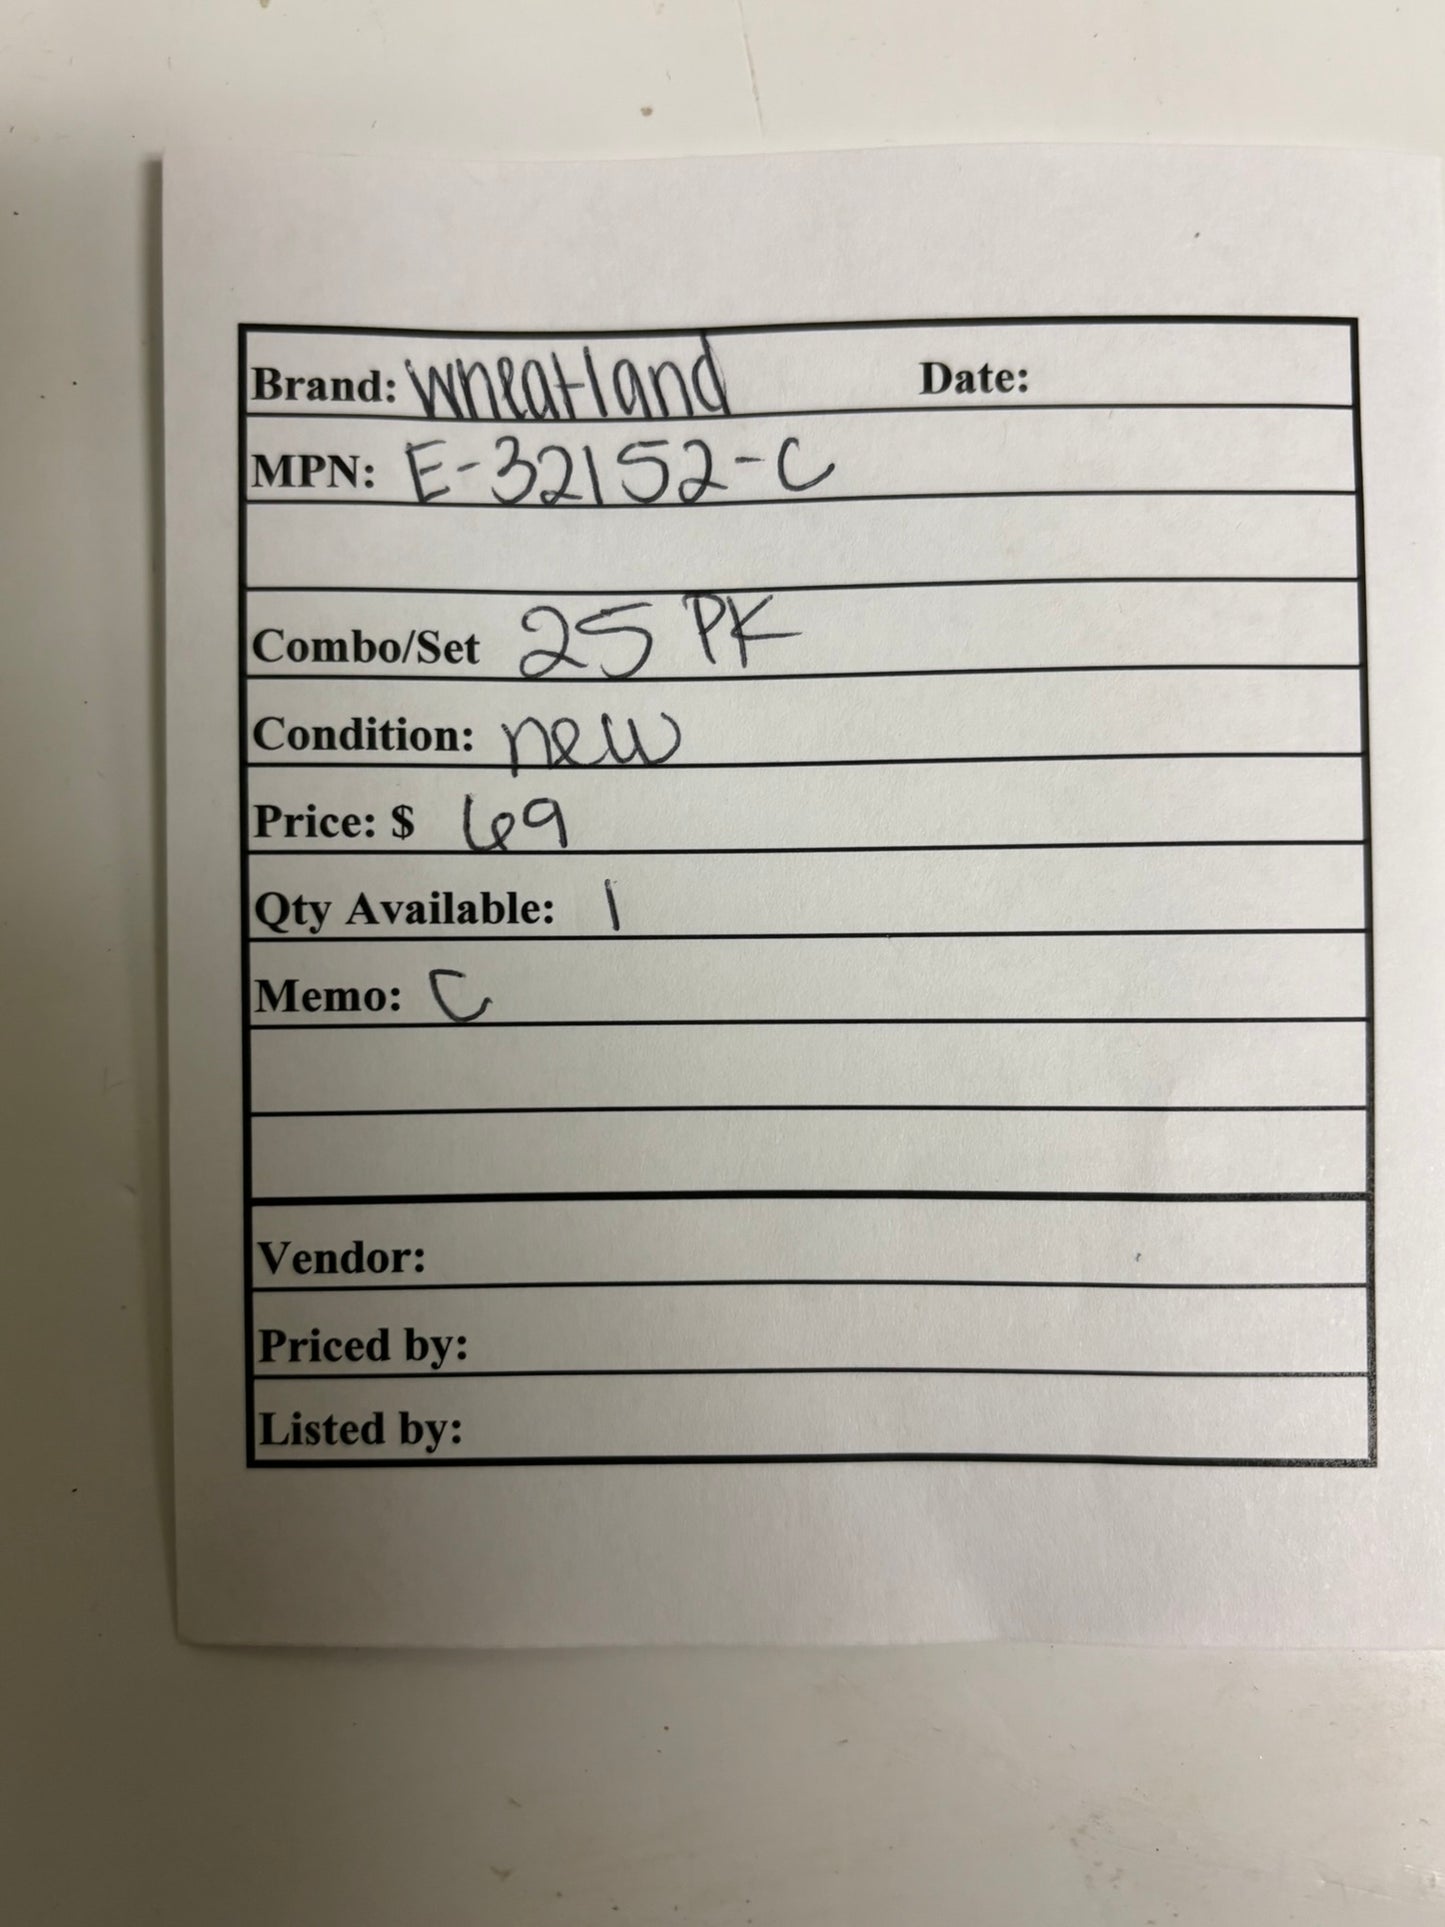 Brand: Wheatland Date:
MPN: E-32152-C
Combo/Set 25 PK
Condition: new
Price: $ 69
Qty Available: 1
Memo: C
Vendor:
Priced by:
Listed by: